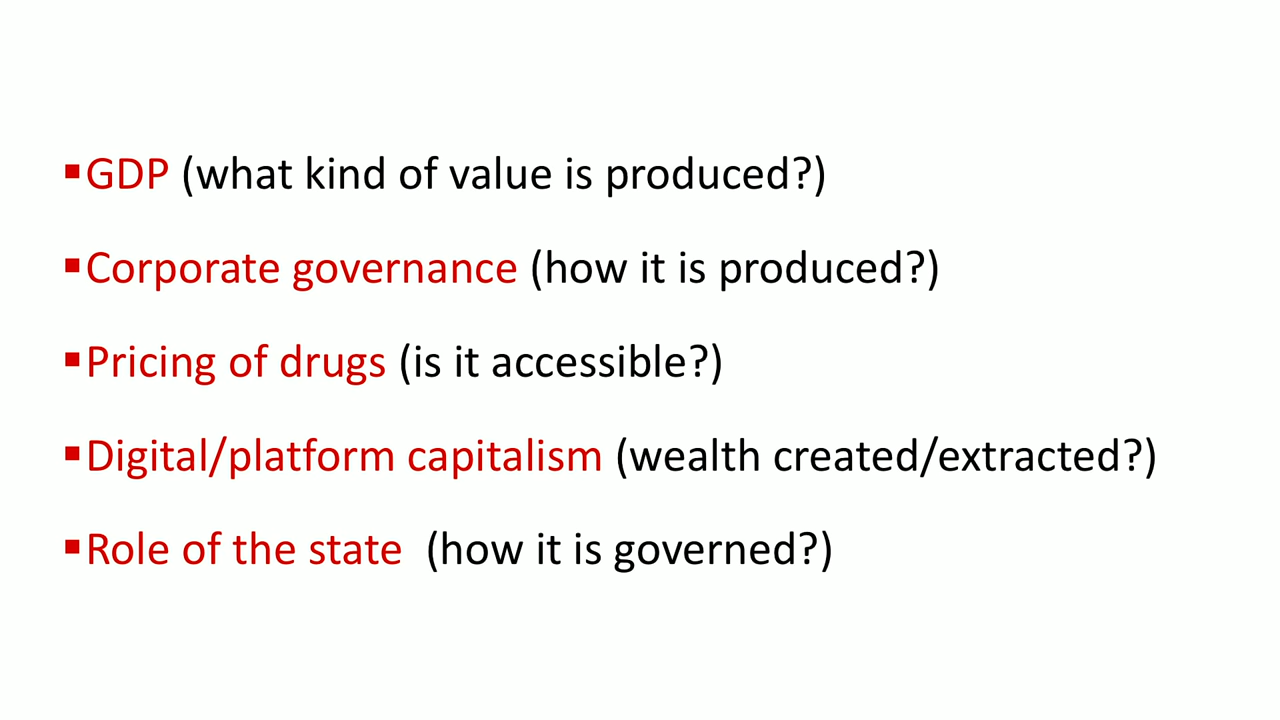 ▪GDP (what kind of value is produced?)
▪Corporate governance (how it is produced?)
▪Pricing of drugs (is it accessible?)
▪Digital/platform capitalism (wealth created/extracted?)
▪Role of the state  (how it is governed?)